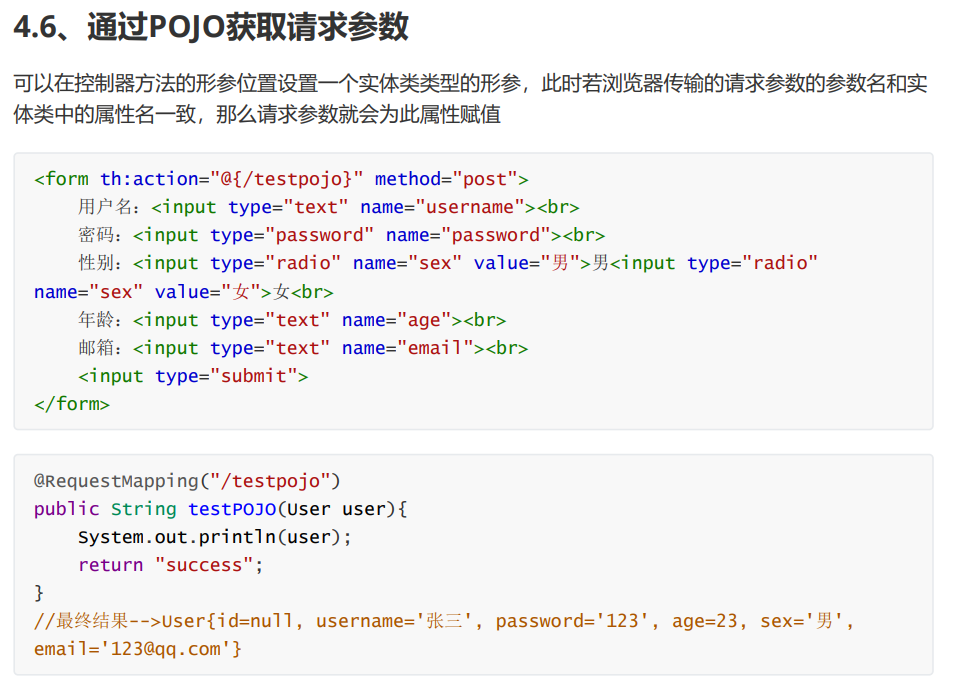 4.6、通过POJO获取请求参数
可以在控制器方法的形参位置设置一个实体类类型的形参，此时若浏览器传输的请求参数的参数名和实
体类中的属性名一致，那么请求参数就会为此属性赋值
<form th:action="@{/testpojo}" method="post">
    用户名：<input type="text" name="username"><br>
    密码：<input type="password" name="password"><br>
    性别：<input type="radio" name="sex" value="男">男<input type="radio"
name="sex" value="女">女<br>
    年龄：<input type="text" name="age"><br>
    邮箱：<input type="text" name="email"><br>
    <input type="submit">
</form>
@RequestMapping("/testpojo")
public String testPOJO(User user){
    System.out.println(user);
    return "success";
}
//最终结果-->User{id=null, username='张三', password='123', age=23, sex='男',
email='123@qq.com'}